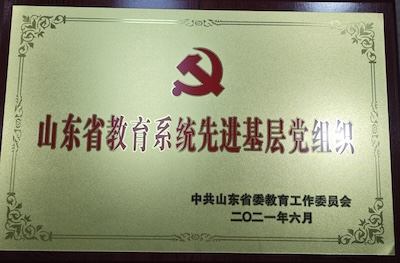 山东省教育系统先进基层党组织
中共山东省委教育工作委员会
二〇二一年六月